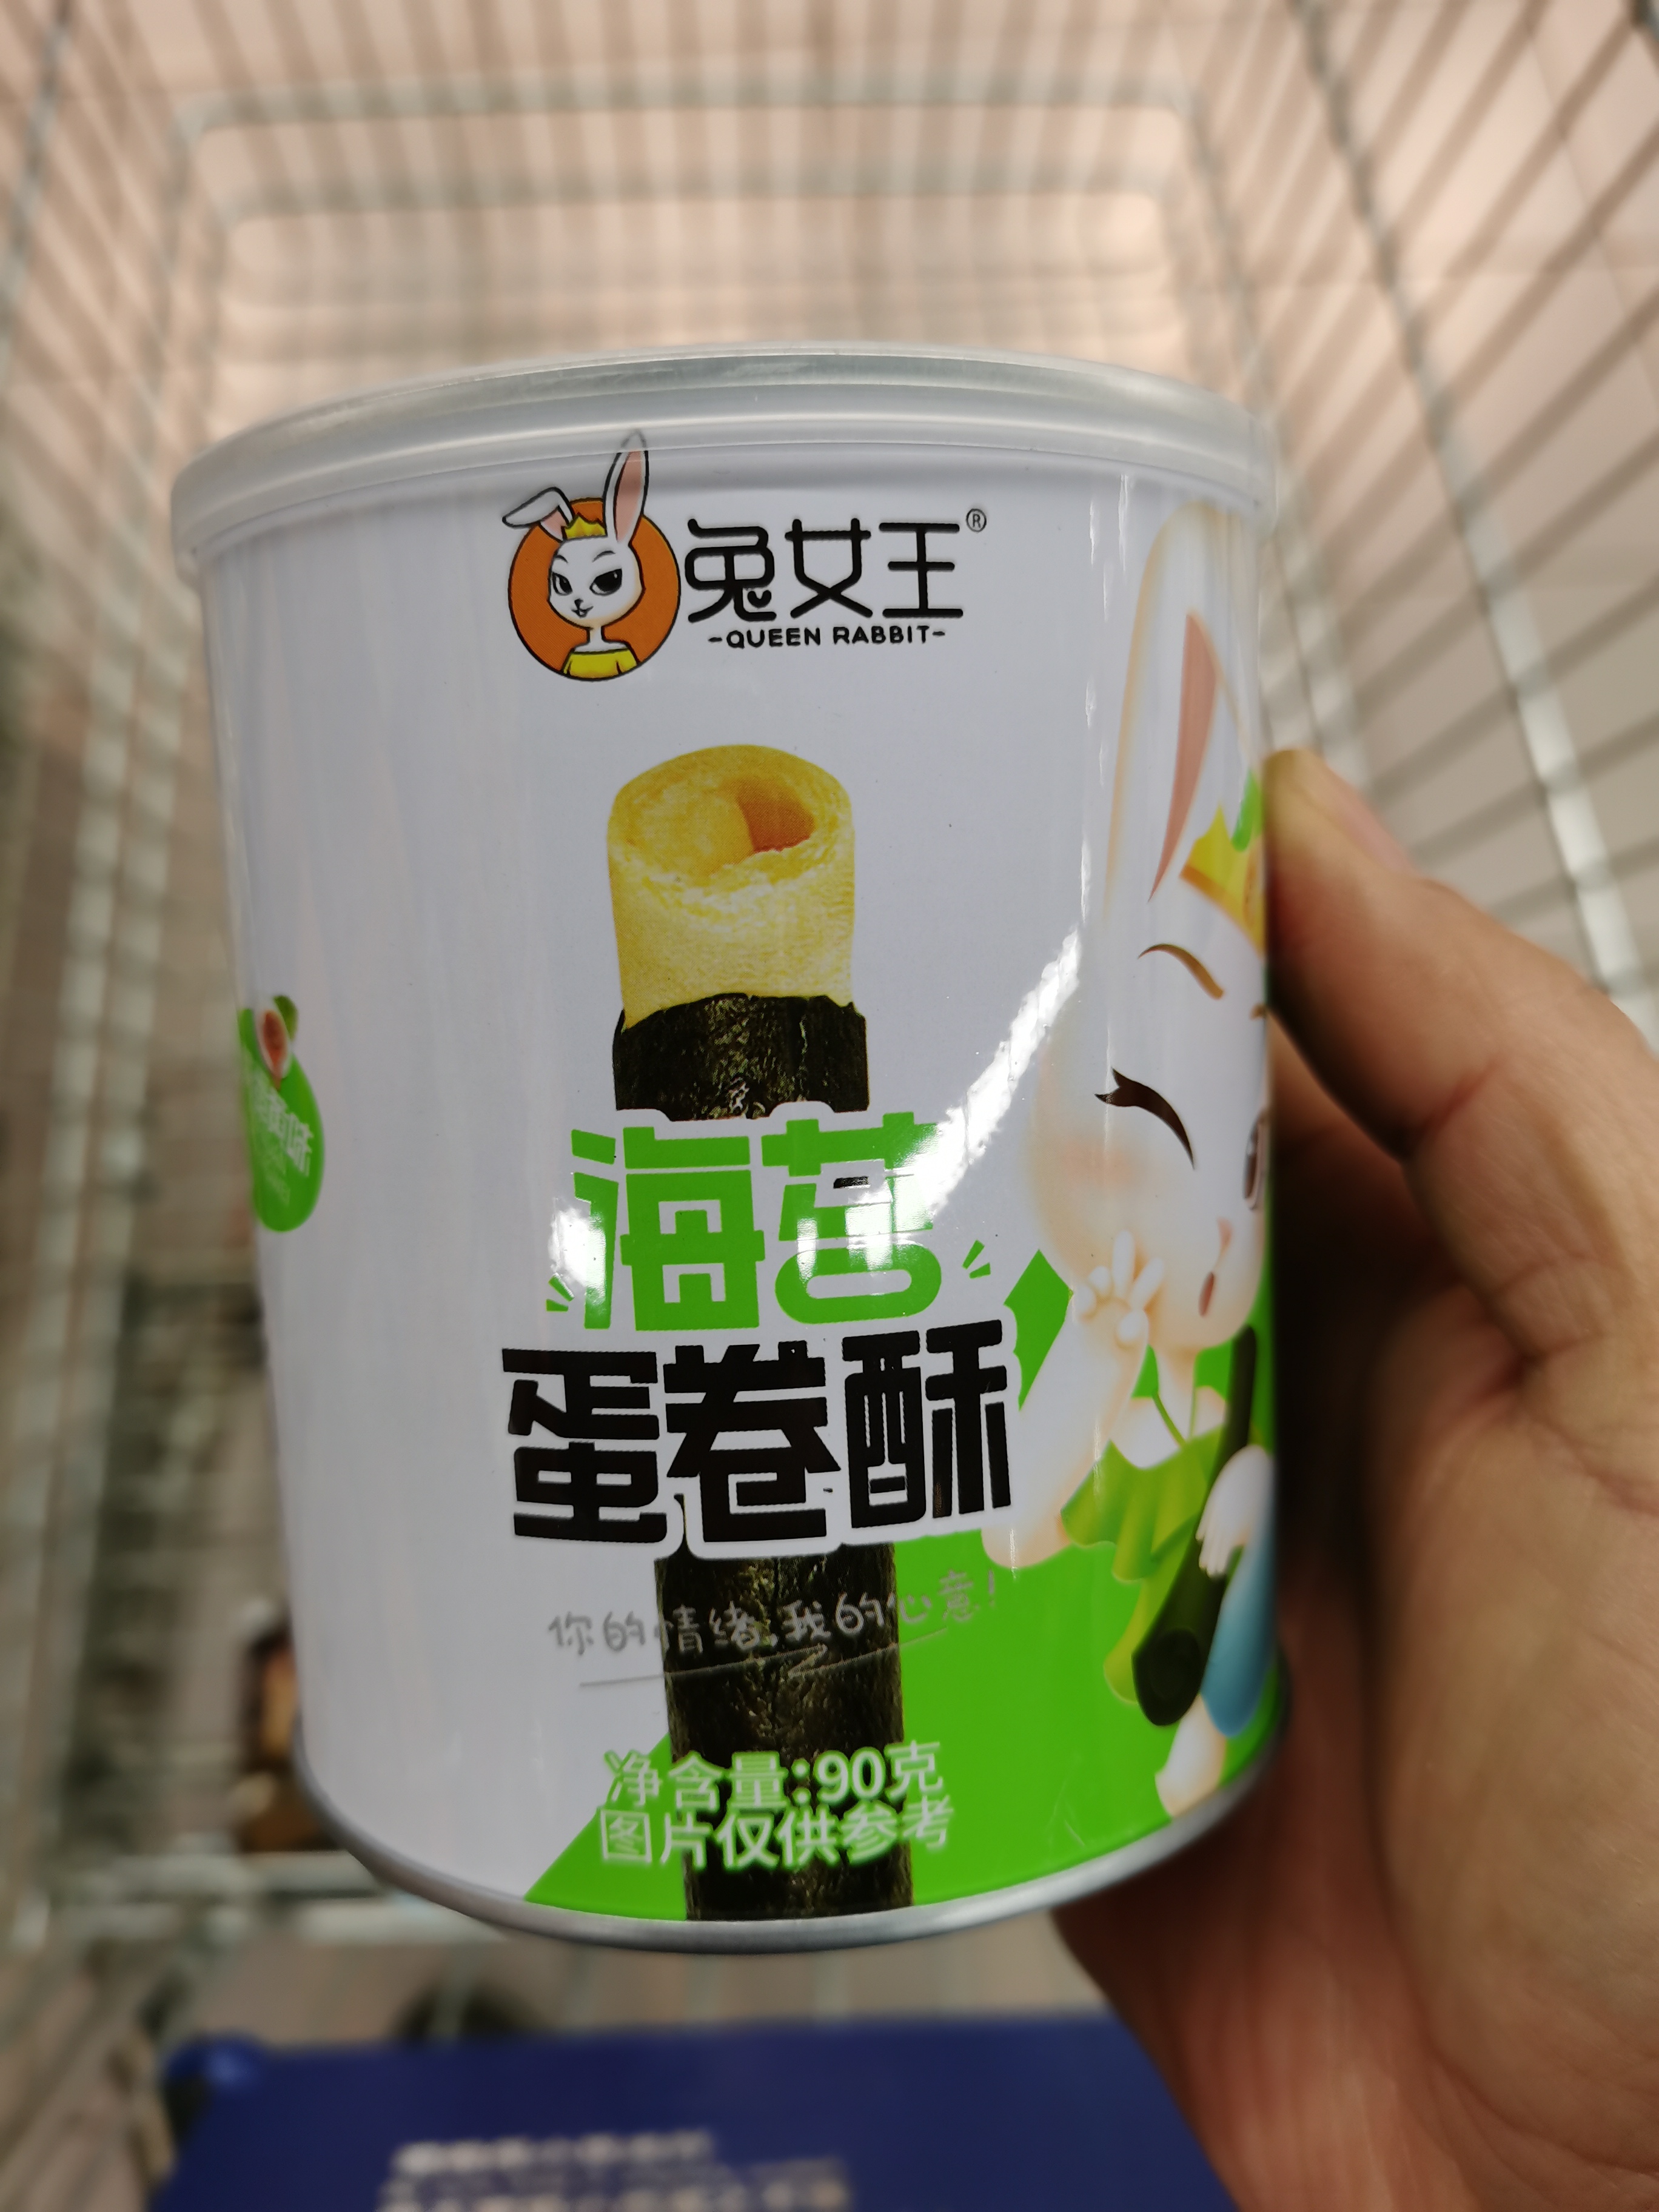 兔女王®
-QUEEN RABBIT-
海苔
蛋卷酥
你的情绪,我的心意!
净含量:90克
图片仅供参考
味